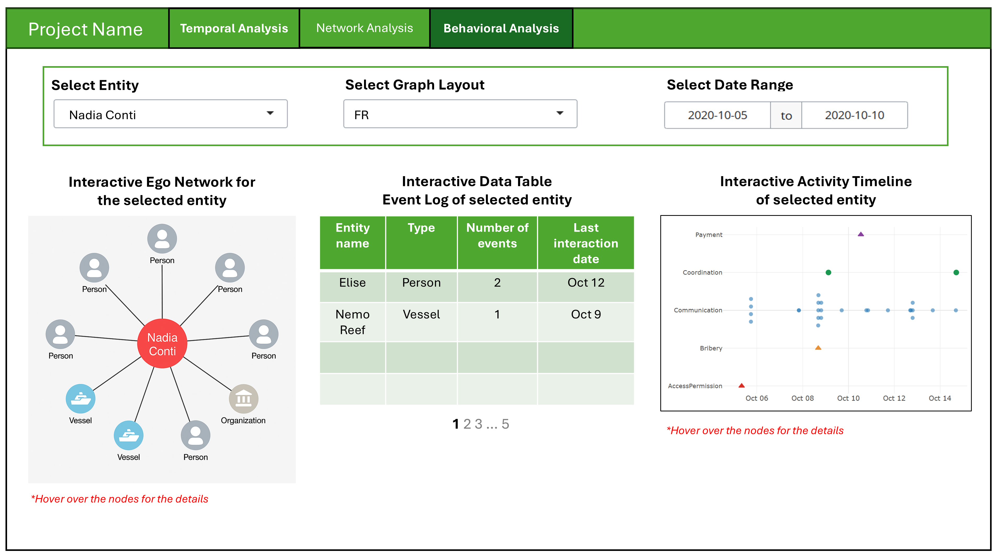 Project Name
Temporal Analysis
Network Analysis
Behavioral Analysis
Select Entity
Nadia Conti
Select Graph Layout
FR
Select Date Range
2020-10-05 to 2020-10-10
Interactive Ego Network for
the selected entity
Person
Person
Person
Person
Person
Nadia
Conti
Vessel
Organization
Vessel
Person
*Hover over the nodes for the details
Interactive Data Table
Event Log of selected entity
Entity name Type Number of events Last interaction date
Elise Person 2 Oct 12
Nemo Reef Vessel 1 Oct 9
1 2 3 ... 5
Interactive Activity Timeline
of selected entity
Payment
Coordination
Communication
Bribery
AccessPermission
Oct 06 Oct 08 Oct 10 Oct 12 Oct 14
*Hover over the nodes for the details